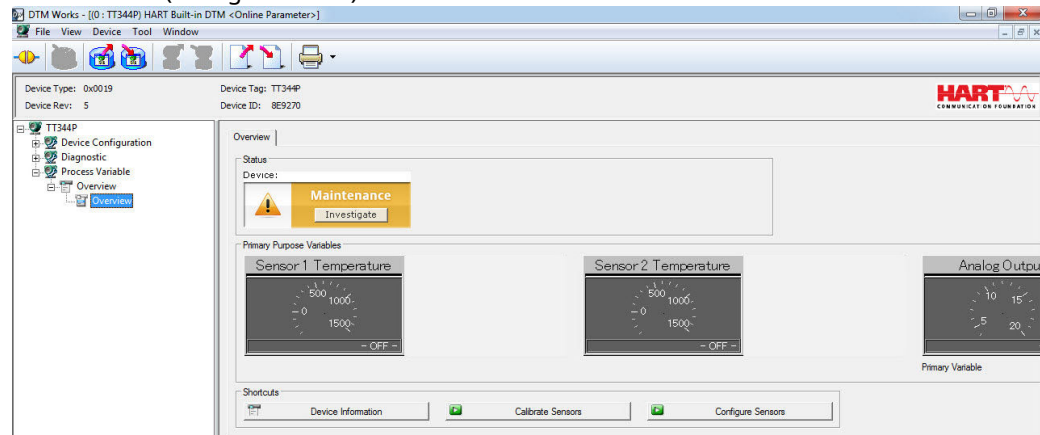 DTM Works - [(0 : TT344P) HART Built-in DTM <Online Parameter>]
File View Device Tool Window
Device Type: 0x0019
Device Rev: 5
Device Tag: TT344P
Device ID: 8E9270
HART
COMMUNICATION FOUNDATION
TT344P
Device Configuration
Diagnostic
Process Variable
Overview
Overview
Overview
Status
Device:
Maintenance
Investigate
Primary Purpose Variables
Sensor 1 Temperature
500
1000
0
1500
- OFF -
Sensor 2 Temperature
500
1000
0
1500
- OFF -
Analog Outpu
10 15
5 20
Primary Variable
Shortcuts
Device Information
Calibrate Sensors
Configure Sensors